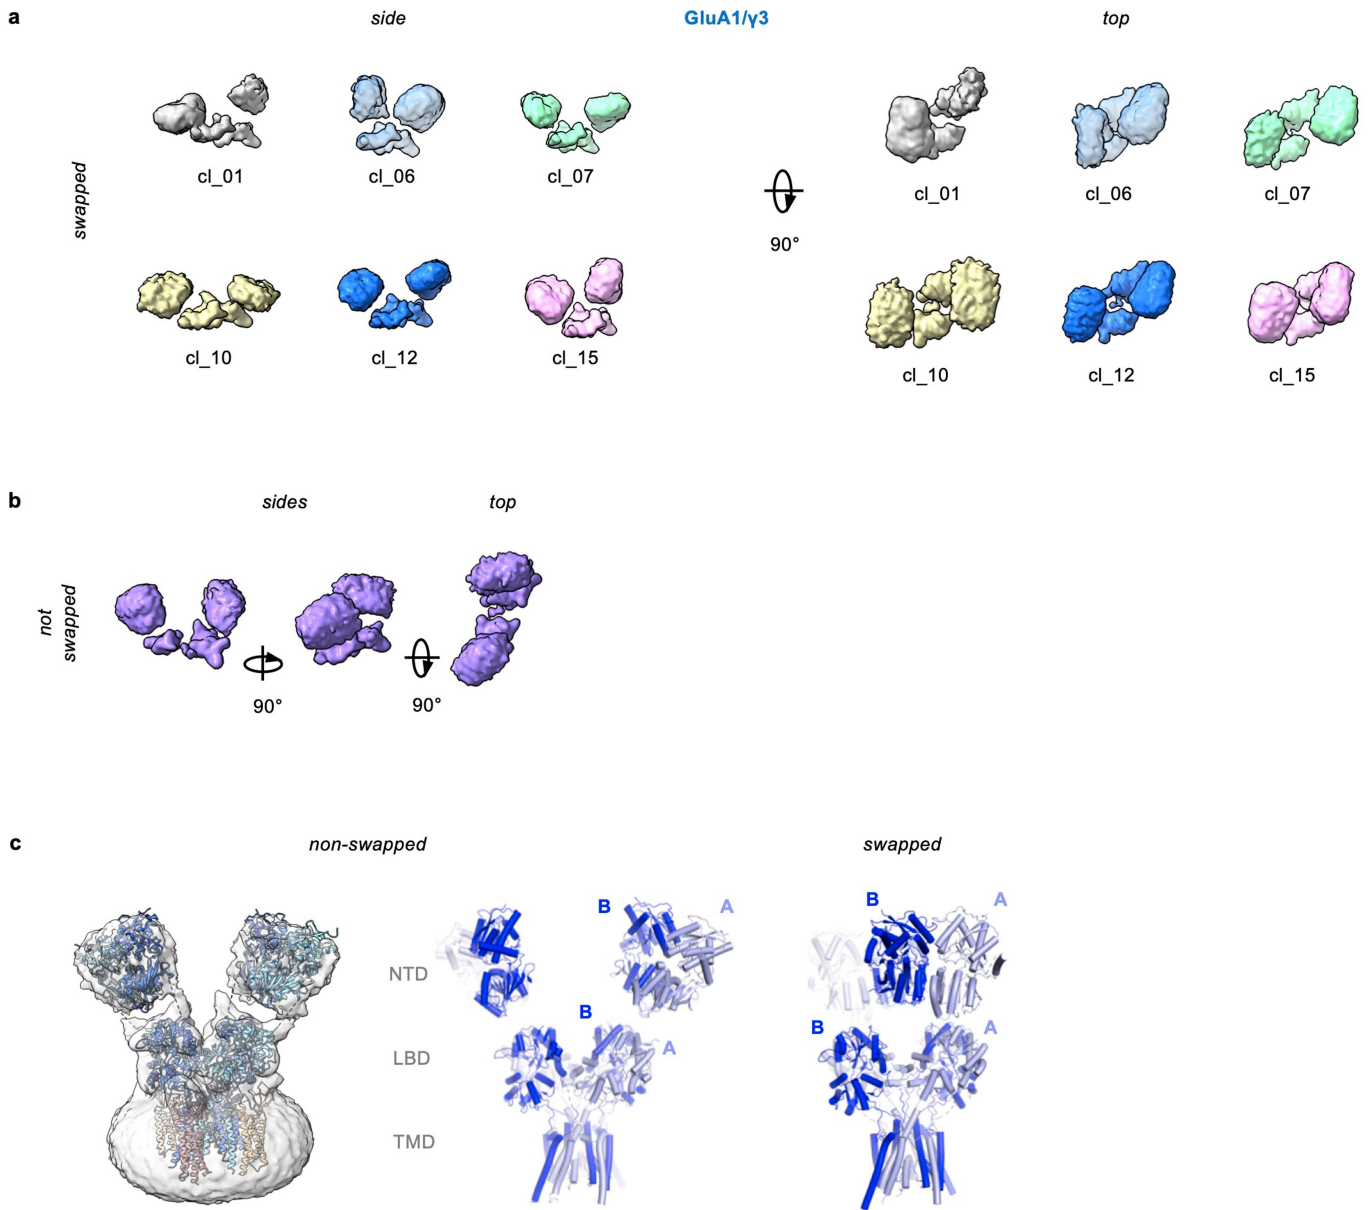 a
side
GluA1/γ3
top
swapped
cl_01
cl_06
cl_07
90°
cl_01
cl_06
cl_07
cl_10
cl_12
cl_15
cl_10
cl_12
cl_15
b
sides
top
not
swapped
90°
90°
c
non-swapped
swapped
B
A
B
A
NTD
B
A
B
A
LBD
TMD